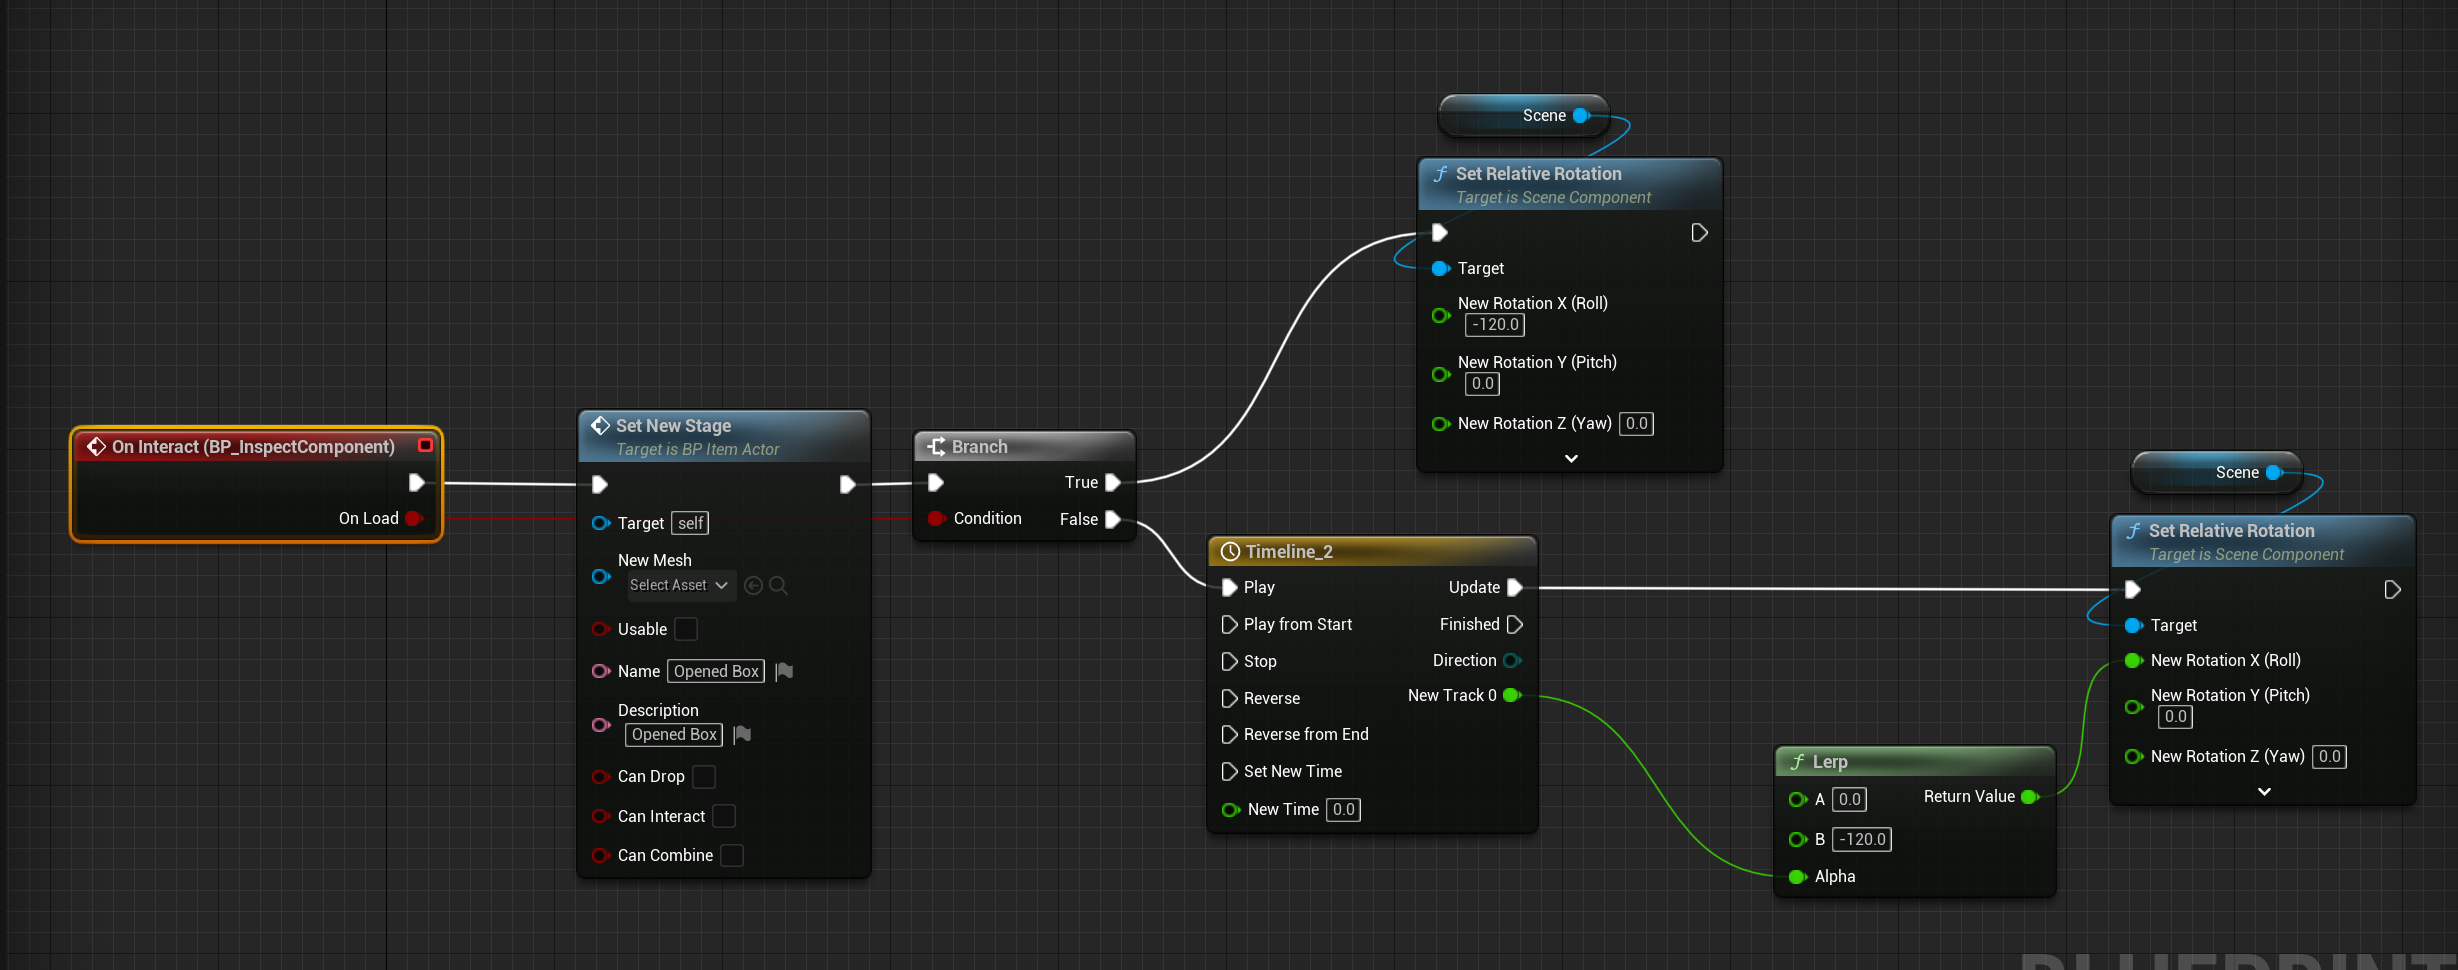 On Interact (BP_InspectComponent)
On Load
Set New Stage
Target is BP Item Actor
Target self
New Mesh
Select Asset
Usable
Name Opened Box
Description
Opened Box
Can Drop
Can Interact
Can Combine
Branch
True
Condition False
Scene
Set Relative Rotation
Target is Scene Component
Target
New Rotation X (Roll)
-120.0
New Rotation Y (Pitch)
0.0
New Rotation Z (Yaw) 0.0
Timeline_2
Play Update
Play from Start Finished
Stop Direction
Reverse New Track 0
Reverse from End
Set New Time
New Time 0.0
Lerp
A 0.0 Return Value
B -120.0
Alpha
Scene
Set Relative Rotation
Target is Scene Component
Target
New Rotation X (Roll)
New Rotation Y (Pitch)
0.0
New Rotation Z (Yaw) 0.0